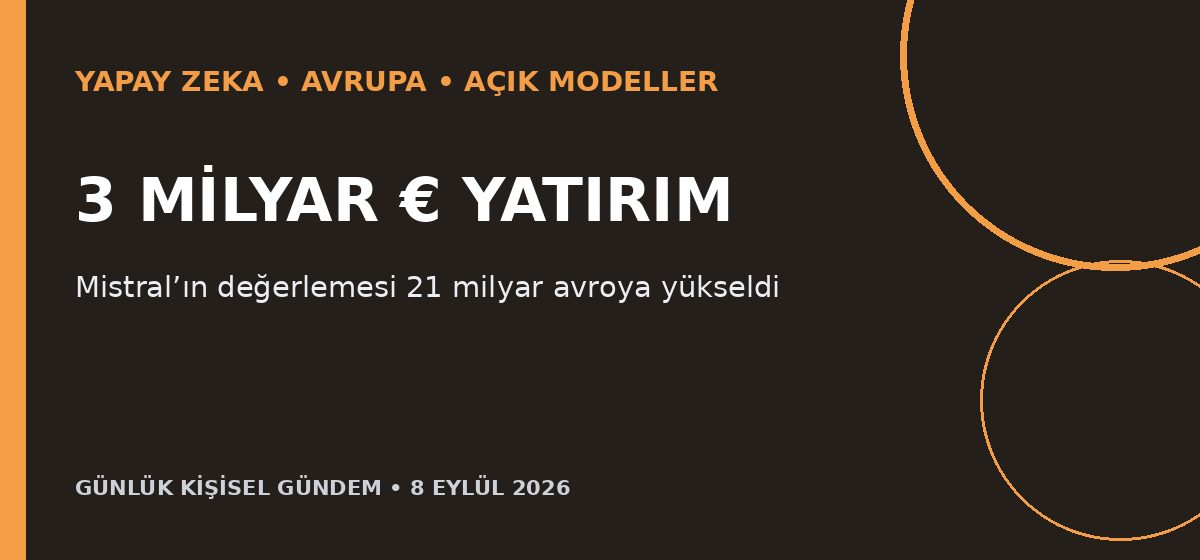 YAPAY ZEKA • AVRUPA • AÇIK MODELLER
3 MİLYAR € YATIRIM
Mistral’ın değerlemesi 21 milyar avroya yükseldi
GÜNLÜK KİŞİSEL GÜNDEM • 8 EYLÜL 2026